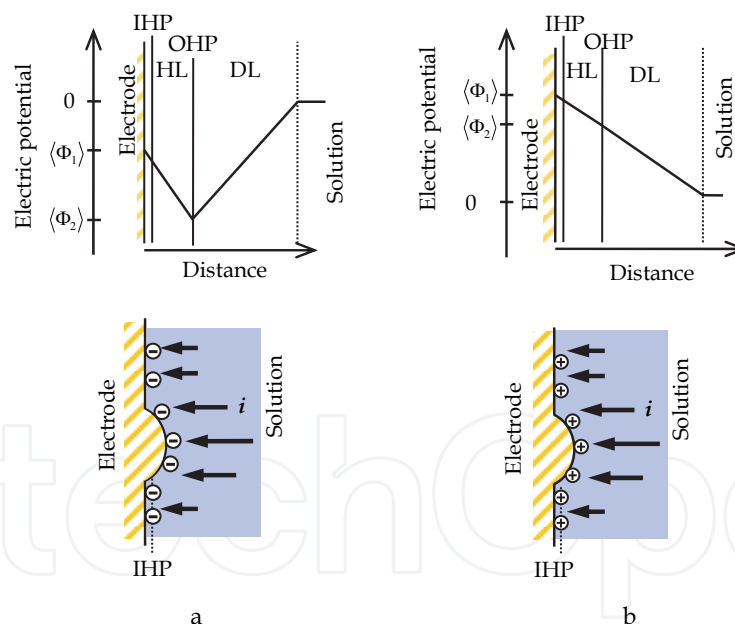 IHP
OHP
HL
DL
Electric potential
0
⟨Φ₁⟩
⟨Φ₂⟩
Electrode
Solution
Distance
IHP
OHP
HL
DL
Electric potential
⟨Φ₁⟩
⟨Φ₂⟩
0
Electrode
Solution
Distance
Electrode
i
Solution
IHP
a
Electrode
i
Solution
IHP
b